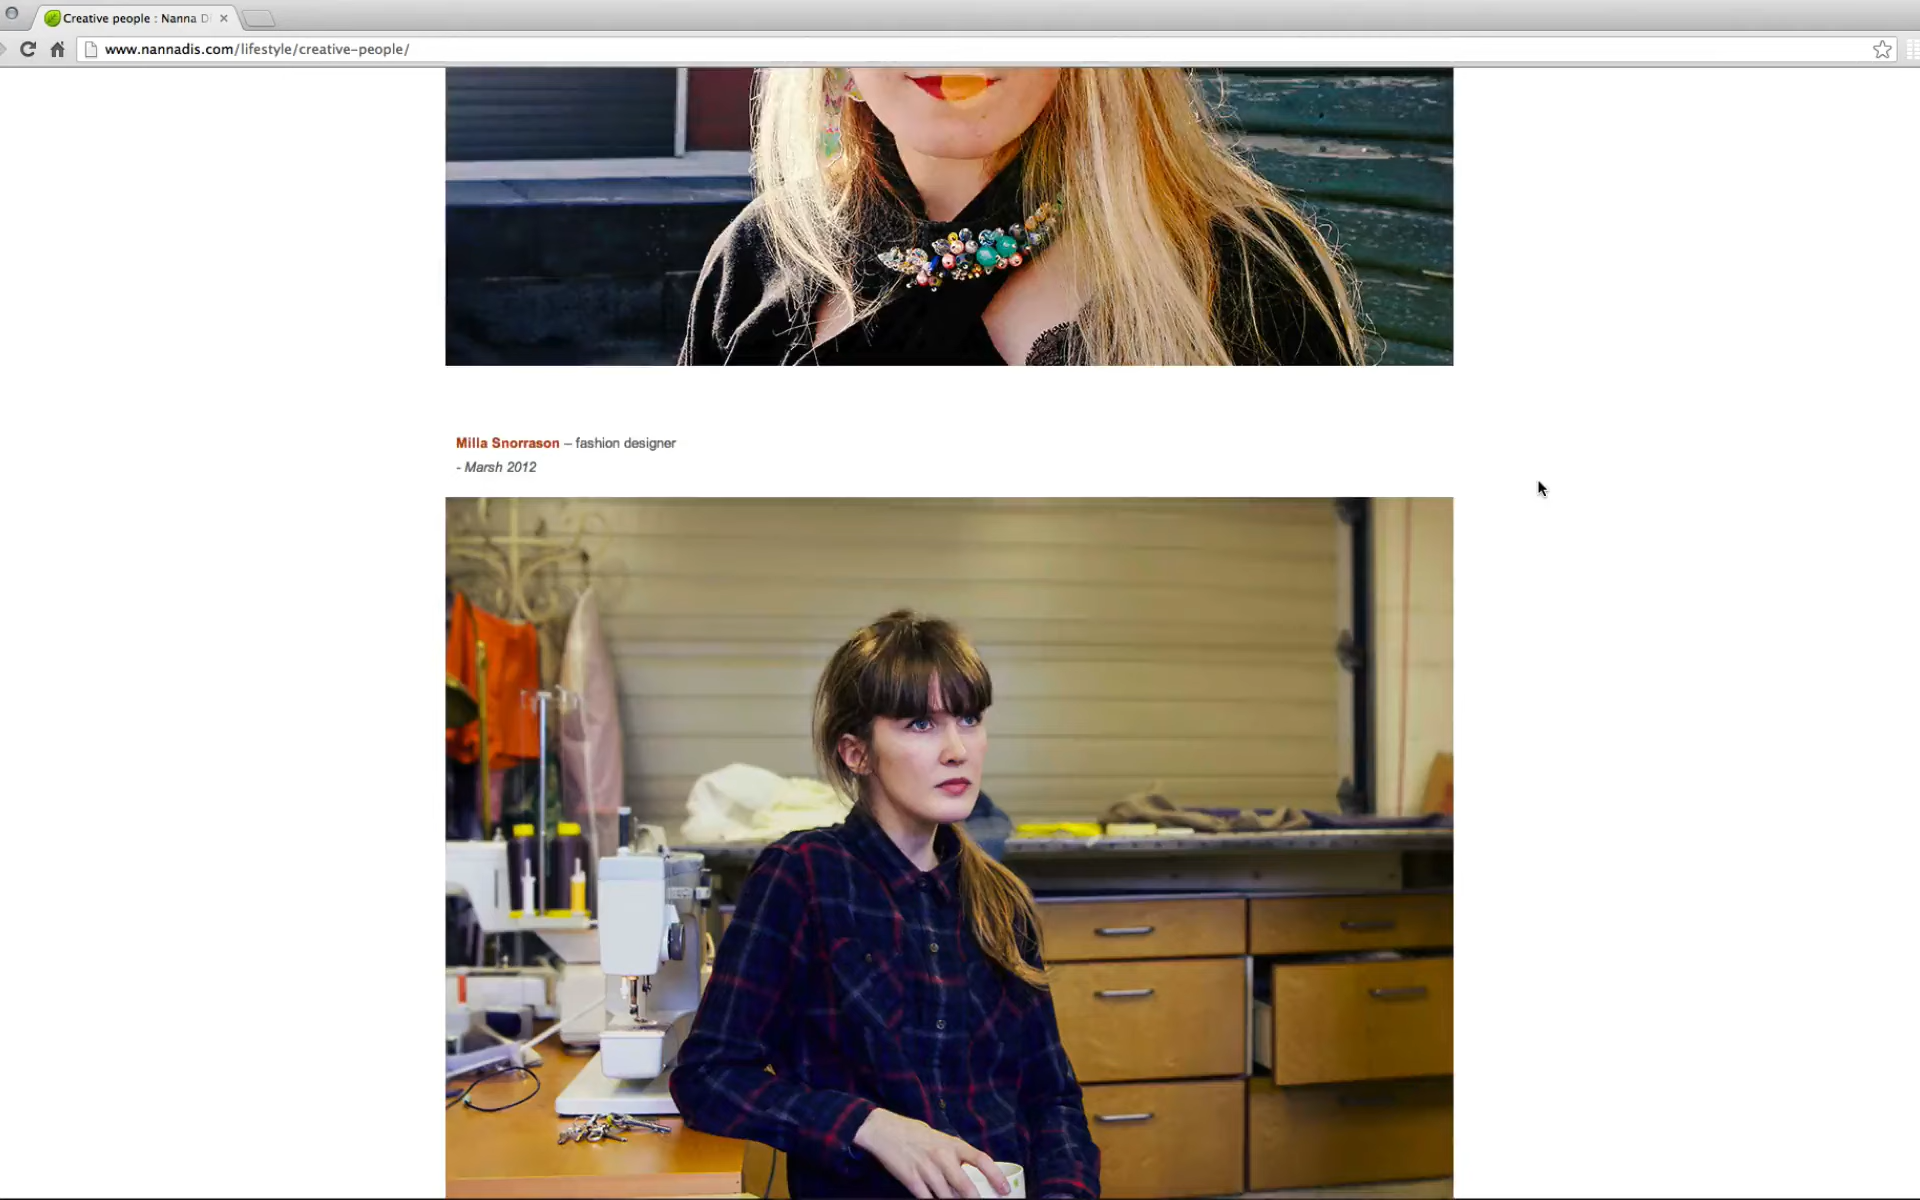 Creative people : Nanna D
www.nannadis.com/lifestyle/creative-people/
Milla Snorrason – fashion designer
- Marsh 2012